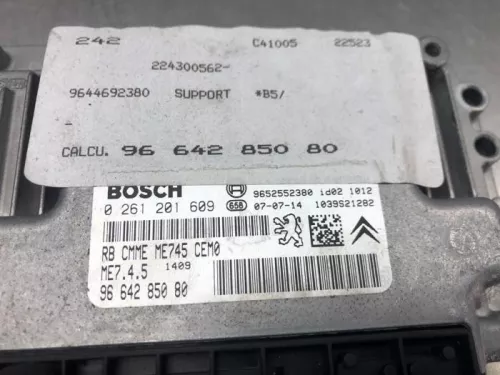 242 C41005 22523
224300562-
9644692380 SUPPORT *B5/
-
CALCU. 96 642 850 80
BOSCH 9652552380 id02 1012
0 261 201 609 658 07-07-14 1039S21282
RB CMME ME745 CEM0
ME7.4.5 1409
96 642 850 80